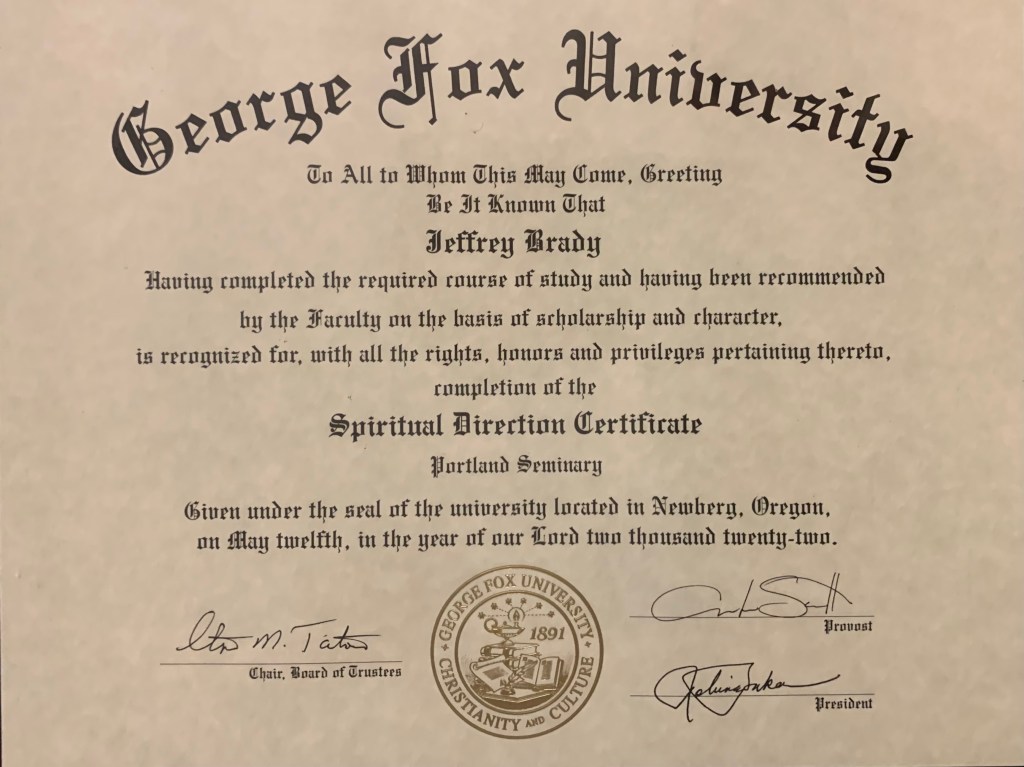 George Fox University
To All to Whom This May Come, Greeting
Be It Known That
Jeffrey Brady
Having completed the required course of study and having been recommended
by the Faculty on the basis of scholarship and character,
is recognized for, with all the rights, honors and privileges pertaining thereto,
completion of the
Spiritual Direction Certificate
Portland Seminary
Given under the seal of the university located in Newberg, Oregon,
on May twelfth, in the year of our Lord two thousand twenty-two.
M.
Chair, Board of Trustees
GEORGE FOX UNIVERSITY
1891
CHRISTIANITY AND CULTURE
Provost
President